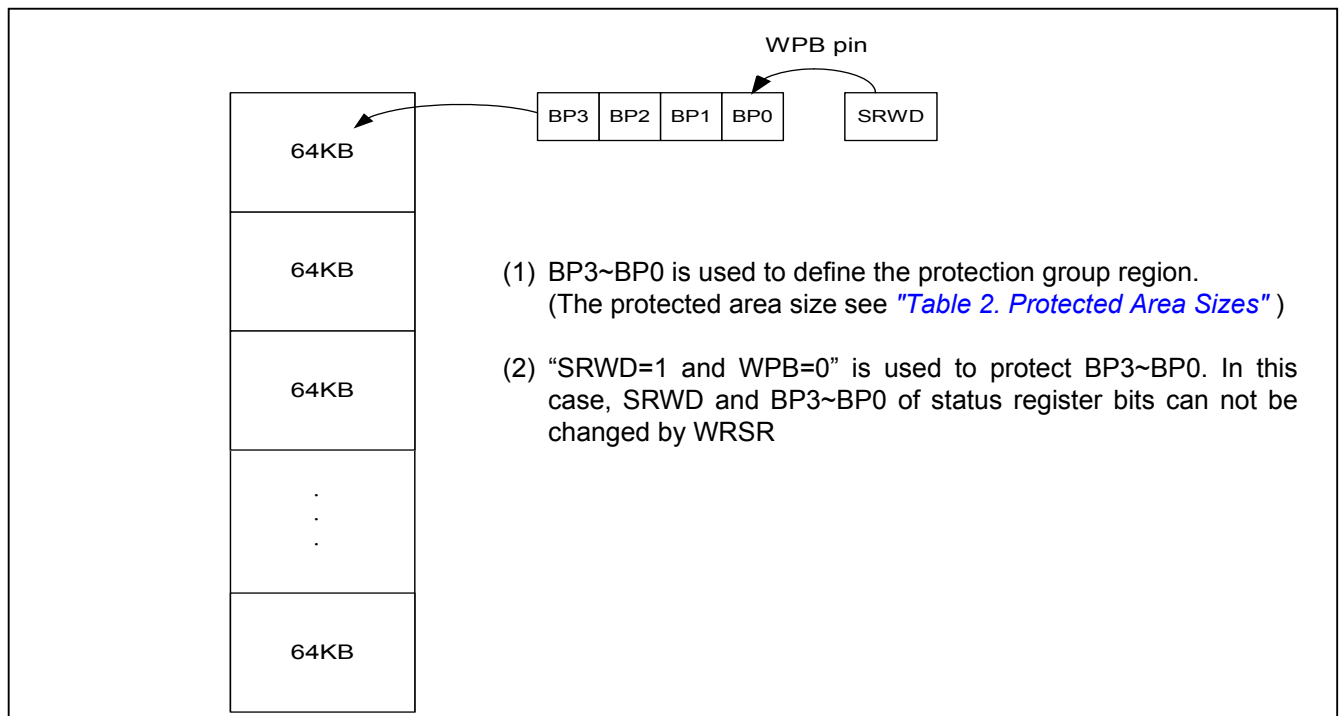 WPB pin
BP3 BP2 BP1 BP0 SRWD
64KB
64KB
(1) BP3~BP0 is used to define the protection group region.
(The protected area size see "Table 2. Protected Area Sizes" )
64KB
(2) “SRWD=1 and WPB=0” is used to protect BP3~BP0. In this
case, SRWD and BP3~BP0 of status register bits can not be
changed by WRSR
.
.
.
64KB